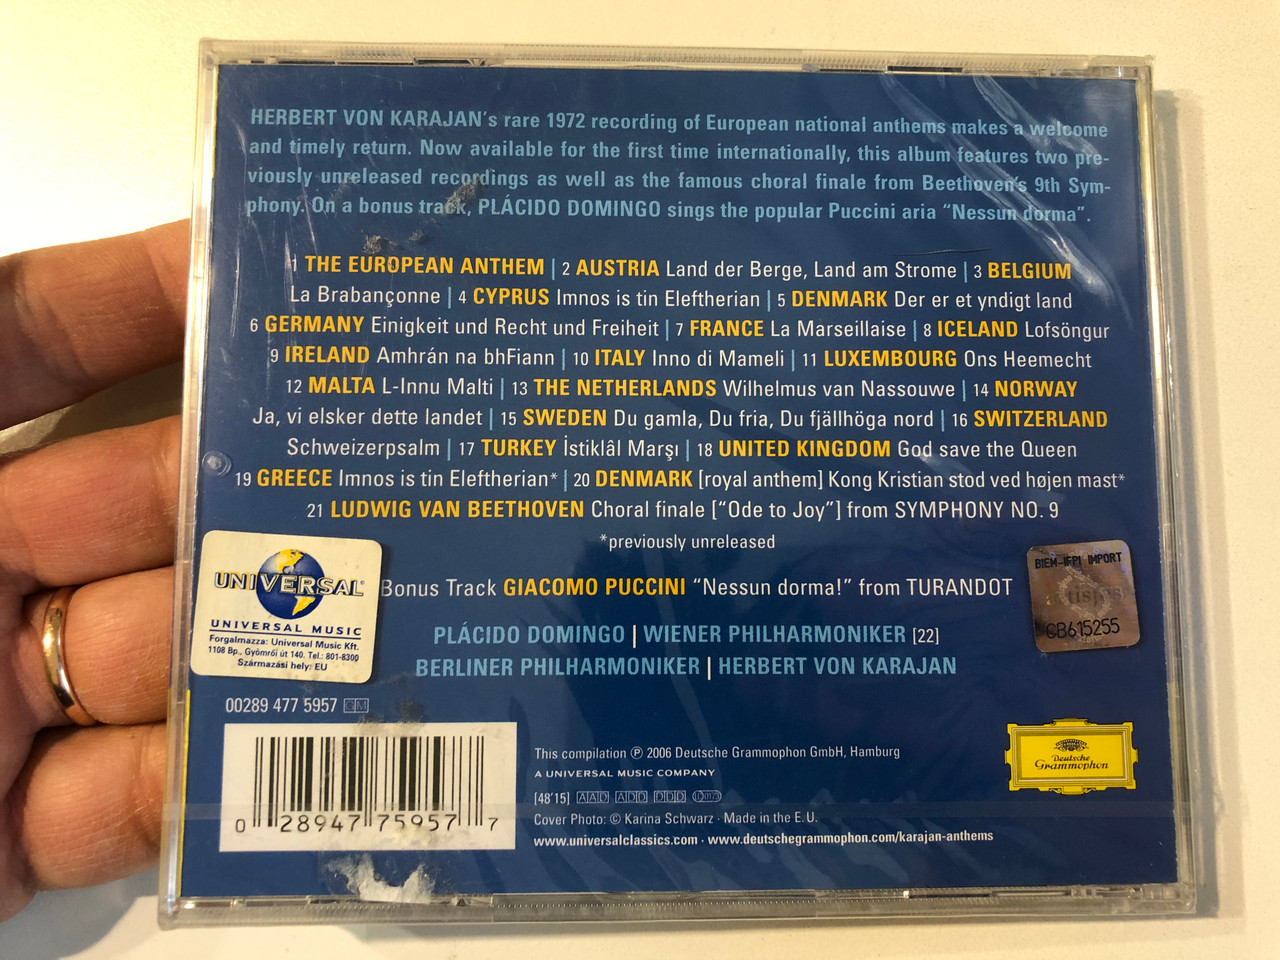 HERBERT VON KARAJAN's rare 1972 recording of European national anthems makes a welcome
and timely return. Now available for the first time internationally, this album features two pre-
viously unreleased recordings as well as the famous choral finale from Beethoven's 9th Sym-
phony. On a bonus track, PLÁCIDO DOMINGO sings the popular Puccini aria “Nessun dorma”.
1 THE EUROPEAN ANTHEM | 2 AUSTRIA Land der Berge, Land am Strome | 3 BELGIUM
La Brabançonne | 4 CYPRUS Imnos is tin Eleftherian | 5 DENMARK Der er et yndigt land
6 GERMANY Einigkeit und Recht und Freiheit | 7 FRANCE La Marseillaise | 8 ICELAND Lofsöngur
9 IRELAND Amhrán na bhFiann | 10 ITALY Inno di Mameli | 11 LUXEMBOURG Ons Heemecht
12 MALTA L-Innu Malti | 13 THE NETHERLANDS Wilhelmus van Nassouwe | 14 NORWAY
Ja, vi elsker dette landet | 15 SWEDEN Du gamla, Du fria, Du fjällhöga nord | 16 SWITZERLAND
Schweizerpsalm | 17 TURKEY İstiklâl Marşı | 18 UNITED KINGDOM God save the Queen
19 GREECE Imnos is tin Eleftherian* | 20 DENMARK [royal anthem] Kong Kristian stod ved højen mast*
21 LUDWIG VAN BEETHOVEN Choral finale [“Ode to Joy”] from SYMPHONY NO. 9
*previously unreleased
Bonus Track GIACOMO PUCCINI “Nessun dorma!” from TURANDOT
PLÁCIDO DOMINGO | WIENER PHILHARMONIKER [22]
BERLINER PHILHARMONIKER | HERBERT VON KARAJAN
UNIVERSAL
UNIVERSAL MUSIC
Forgalmazza: Universal Music Kft.
1108 Bp., Gyömrői út 140. Tel.: 801-8300
Származási hely: EU
BIEM-IFPI IMPORT
CB615255
00289 477 5957 GM
0 28947 75957 7
This compilation ℗ 2006 Deutsche Grammophon GmbH, Hamburg
A UNIVERSAL MUSIC COMPANY
[48'15] AAD ADD DDD
Cover Photo: © Karina Schwarz · Made in the E. U.
www.universalclassics.com · www.deutschegrammophon.com/karajan-anthems
Deutsche
Grammophon